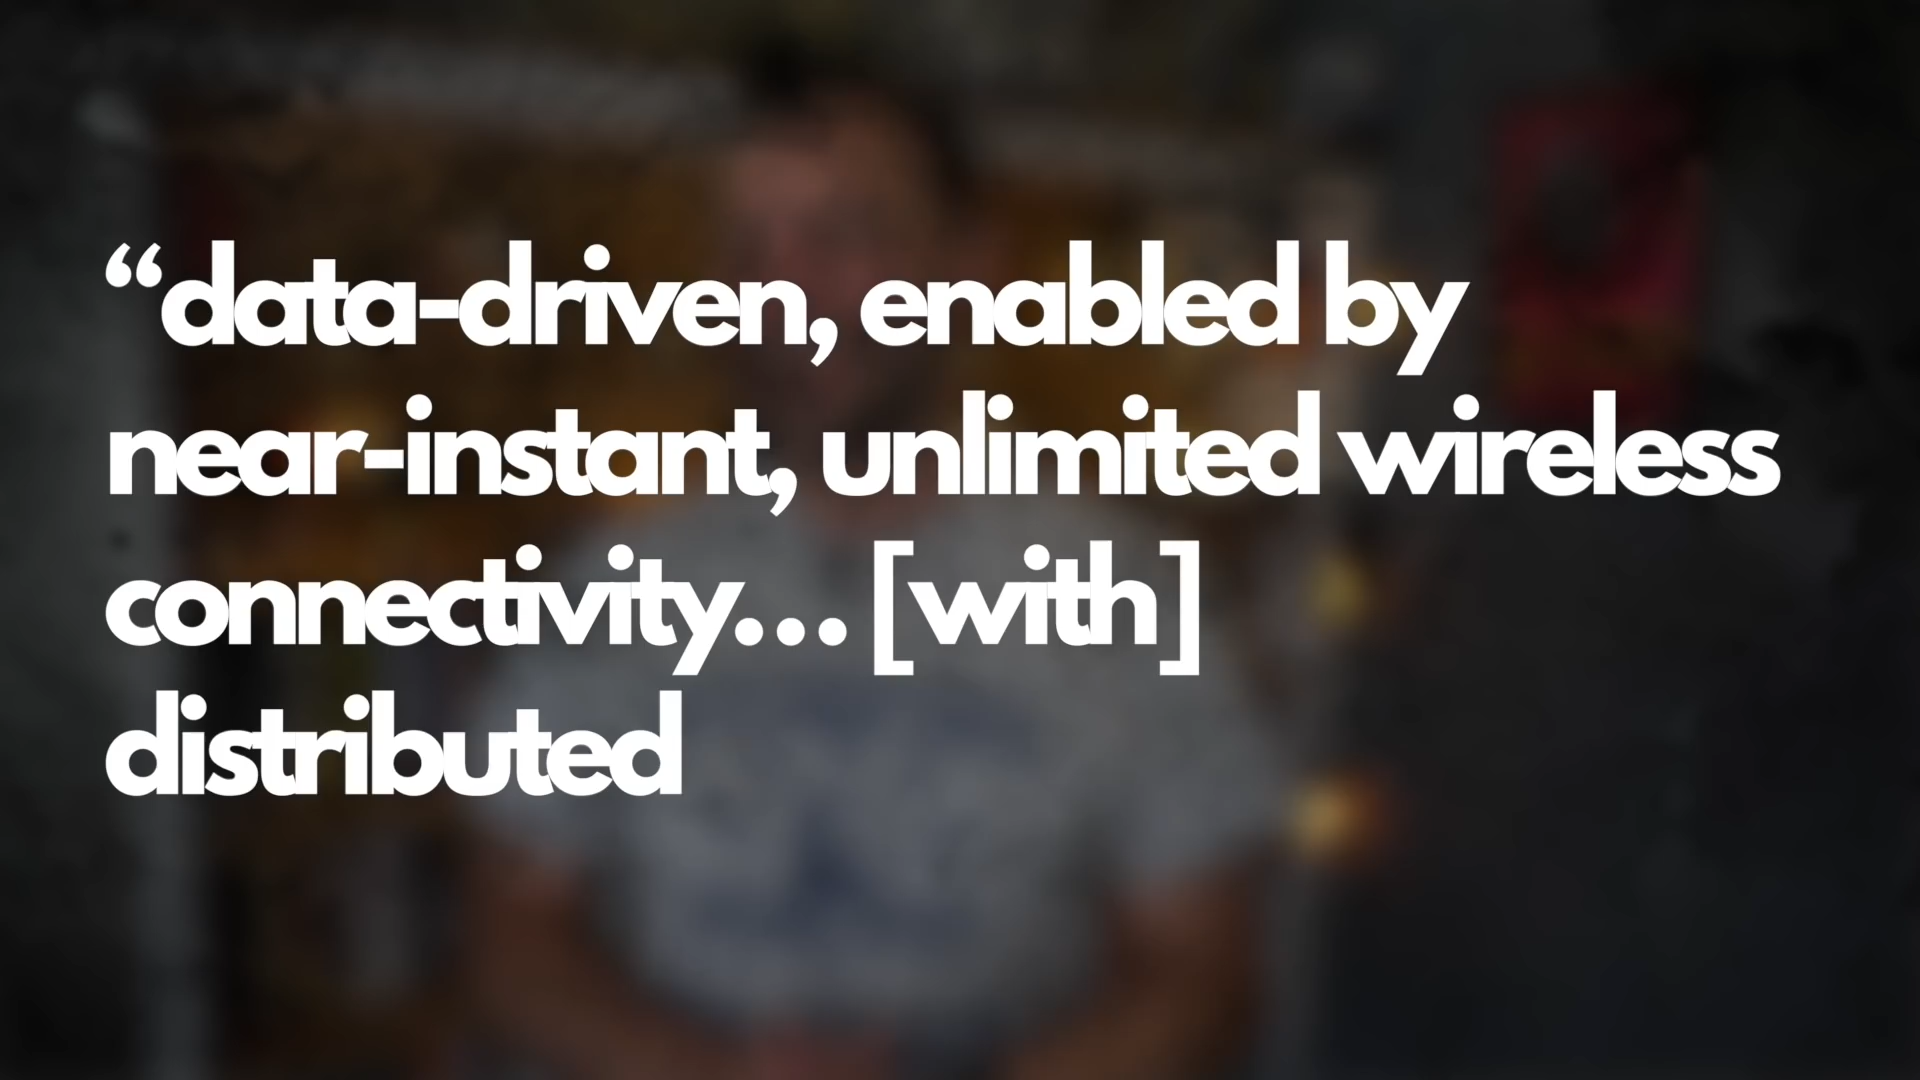 “data-driven, enabled by
near-instant, unlimited wireless
connectivity... [with]
distributed